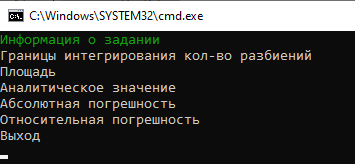 C:\Windows\SYSTEM32\cmd.exe
Информация о задании
Границы интегрирования кол-во разбиений
Площадь
Аналитическое значение
Абсолютная погрешность
Относительная погрешность
Выход